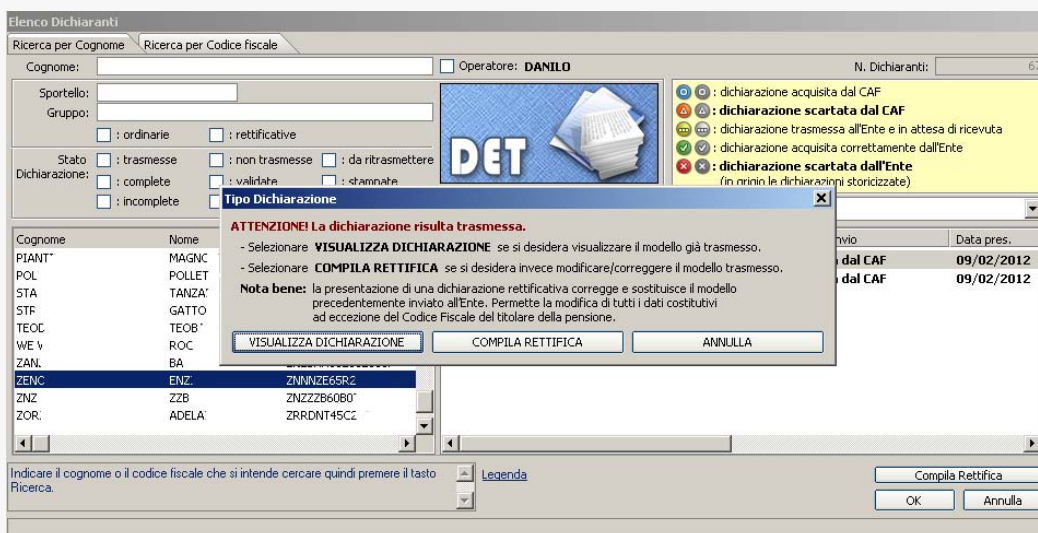 Elenco Dichiaranti
Ricerca per Cognome Ricerca per Codice fiscale
Cognome: Operatore: DANILO N. Dichiaranti:
Sportello:
Gruppo:
: ordinarie : rettificative
Stato Dichiarazione:
: trasmesse : non trasmesse : da ritrasmettere
: complete : validate : stampate
: incomplete
DET
: dichiarazione acquisita dal CAF
: dichiarazione scartata dal CAF
: dichiarazione trasmessa all'Ente e in attesa di ricevuta
: dichiarazione acquisita correttamente dall'Ente
: dichiarazione scartata dall'Ente
(in grigio le dichiarazioni storicizzate)
Tipo Dichiarazione
ATTENZIONE! La dichiarazione risulta trasmessa.
- Selezionare VISUALIZZA DICHIARAZIONE se si desidera visualizzare il modello già trasmesso.
- Selezionare COMPILA RETTIFICA se si desidera invece modificare/correggere il modello trasmesso.
Nota bene: la presentazione di una dichiarazione rettificativa corregge e sostituisce il modello
precedentemente inviato all'Ente. Permette la modifica di tutti i dati costitutivi
ad eccezione del Codice Fiscale del titolare della pensione.
VISUALIZZA DICHIARAZIONE COMPILA RETTIFICA ANNULLA
Cognome Nome
PIANT MAGNC
POL POLLET
STA TANZA
STF GATTO
TEOD TEOB
WE ROC
ZAN. BA
ZENC ENZ. ZNNNZE65R2
ZNZ ZZB ZNZZZB60B0
ZOR. ADELA ZRRDNT45C2
nvio Data pres.
dal CAF 09/02/2012
dal CAF 09/02/2012
Indicare il cognome o il codice fiscale che si intende cercare quindi premere il tasto
Ricerca.
Legenda
Compila Rettifica
OK Annulla